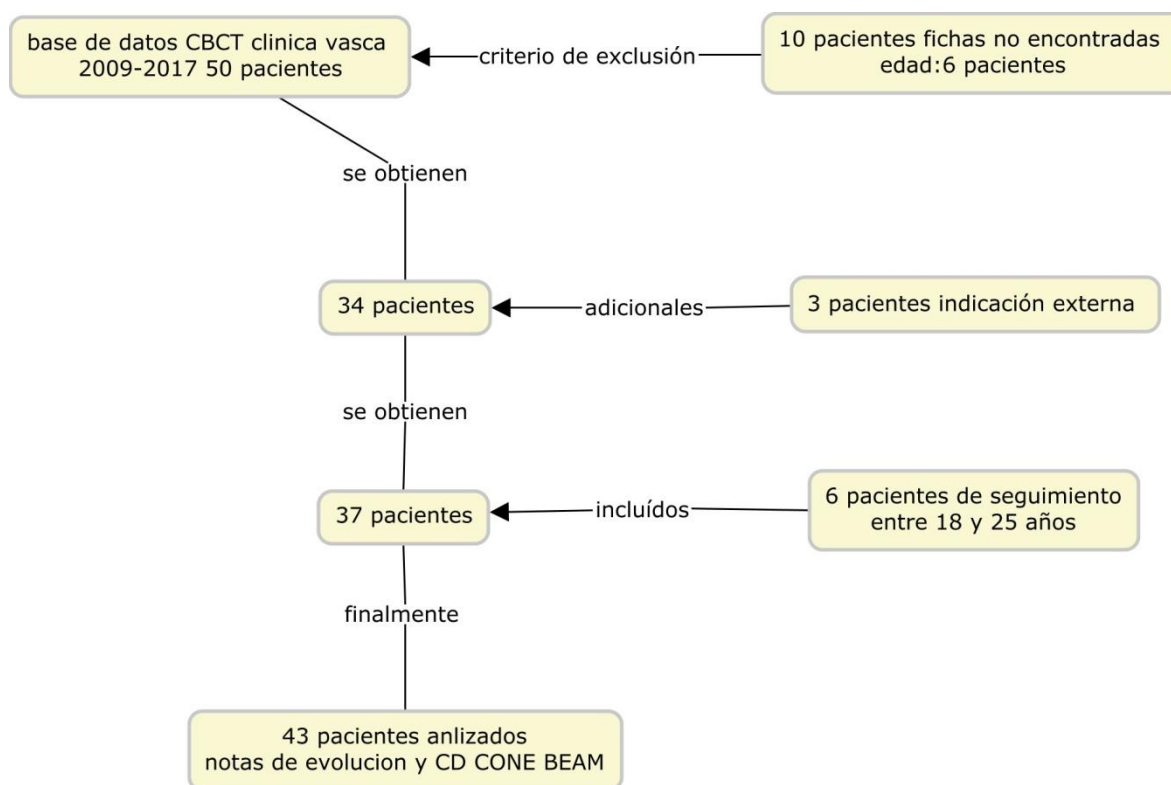 base de datos CBCT clinica vasca
2009-2017 50 pacientes
criterio de exclusión
10 pacientes fichas no encontradas
edad:6 pacientes
se obtienen
34 pacientes
adicionales
3 pacientes indicación externa
se obtienen
37 pacientes
incluídos
6 pacientes de seguimiento
entre 18 y 25 años
finalmente
43 pacientes anlizados
notas de evolucion y CD CONE BEAM